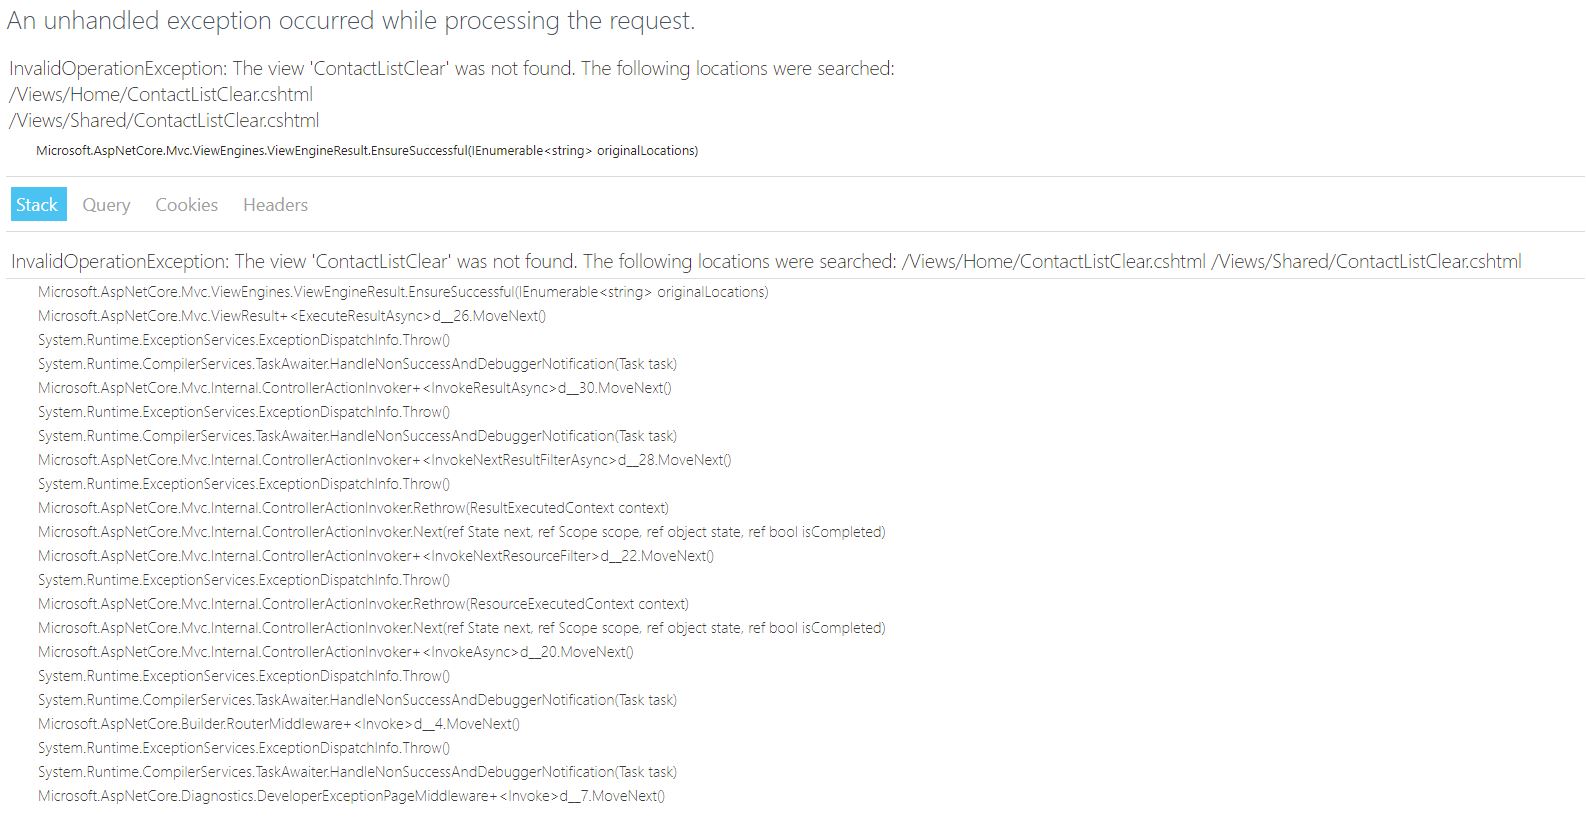 An unhandled exception occurred while processing the request.
InvalidOperationException: The view 'ContactListClear' was not found. The following locations were searched:
/Views/Home/ContactListClear.cshtml
/Views/Shared/ContactListClear.cshtml
Microsoft.AspNetCore.Mvc.ViewEngines.ViewEngineResult.EnsureSuccessful(IEnumerable<string> originalLocations)
Stack Query Cookies Headers
InvalidOperationException: The view 'ContactListClear' was not found. The following locations were searched: /Views/Home/ContactListClear.cshtml /Views/Shared/ContactListClear.cshtml
Microsoft.AspNetCore.Mvc.ViewEngines.ViewEngineResult.EnsureSuccessful(IEnumerable<string> originalLocations)
Microsoft.AspNetCore.Mvc.ViewResult+<ExecuteResultAsync>d__26.MoveNext()
System.Runtime.ExceptionServices.ExceptionDispatchInfo.Throw()
System.Runtime.CompilerServices.TaskAwaiter.HandleNonSuccessAndDebuggerNotification(Task task)
Microsoft.AspNetCore.Mvc.Internal.ControllerActionInvoker+<InvokeResultAsync>d__30.MoveNext()
System.Runtime.ExceptionServices.ExceptionDispatchInfo.Throw()
System.Runtime.CompilerServices.TaskAwaiter.HandleNonSuccessAndDebuggerNotification(Task task)
Microsoft.AspNetCore.Mvc.Internal.ControllerActionInvoker+<InvokeNextResultFilterAsync>d__28.MoveNext()
System.Runtime.ExceptionServices.ExceptionDispatchInfo.Throw()
Microsoft.AspNetCore.Mvc.Internal.ControllerActionInvoker.Rethrow(ResultExecutedContext context)
Microsoft.AspNetCore.Mvc.Internal.ControllerActionInvoker.Next(ref State next, ref Scope scope, ref object state, ref bool isCompleted)
Microsoft.AspNetCore.Mvc.Internal.ControllerActionInvoker+<InvokeNextResourceFilter>d__22.MoveNext()
System.Runtime.ExceptionServices.ExceptionDispatchInfo.Throw()
Microsoft.AspNetCore.Mvc.Internal.ControllerActionInvoker.Rethrow(ResourceExecutedContext context)
Microsoft.AspNetCore.Mvc.Internal.ControllerActionInvoker.Next(ref State next, ref Scope scope, ref object state, ref bool isCompleted)
Microsoft.AspNetCore.Mvc.Internal.ControllerActionInvoker+<InvokeAsync>d__20.MoveNext()
System.Runtime.ExceptionServices.ExceptionDispatchInfo.Throw()
System.Runtime.CompilerServices.TaskAwaiter.HandleNonSuccessAndDebuggerNotification(Task task)
Microsoft.AspNetCore.Builder.RouterMiddleware+<Invoke>d__4.MoveNext()
System.Runtime.ExceptionServices.ExceptionDispatchInfo.Throw()
System.Runtime.CompilerServices.TaskAwaiter.HandleNonSuccessAndDebuggerNotification(Task task)
Microsoft.AspNetCore.Diagnostics.DeveloperExceptionPageMiddleware+<Invoke>d__7.MoveNext()